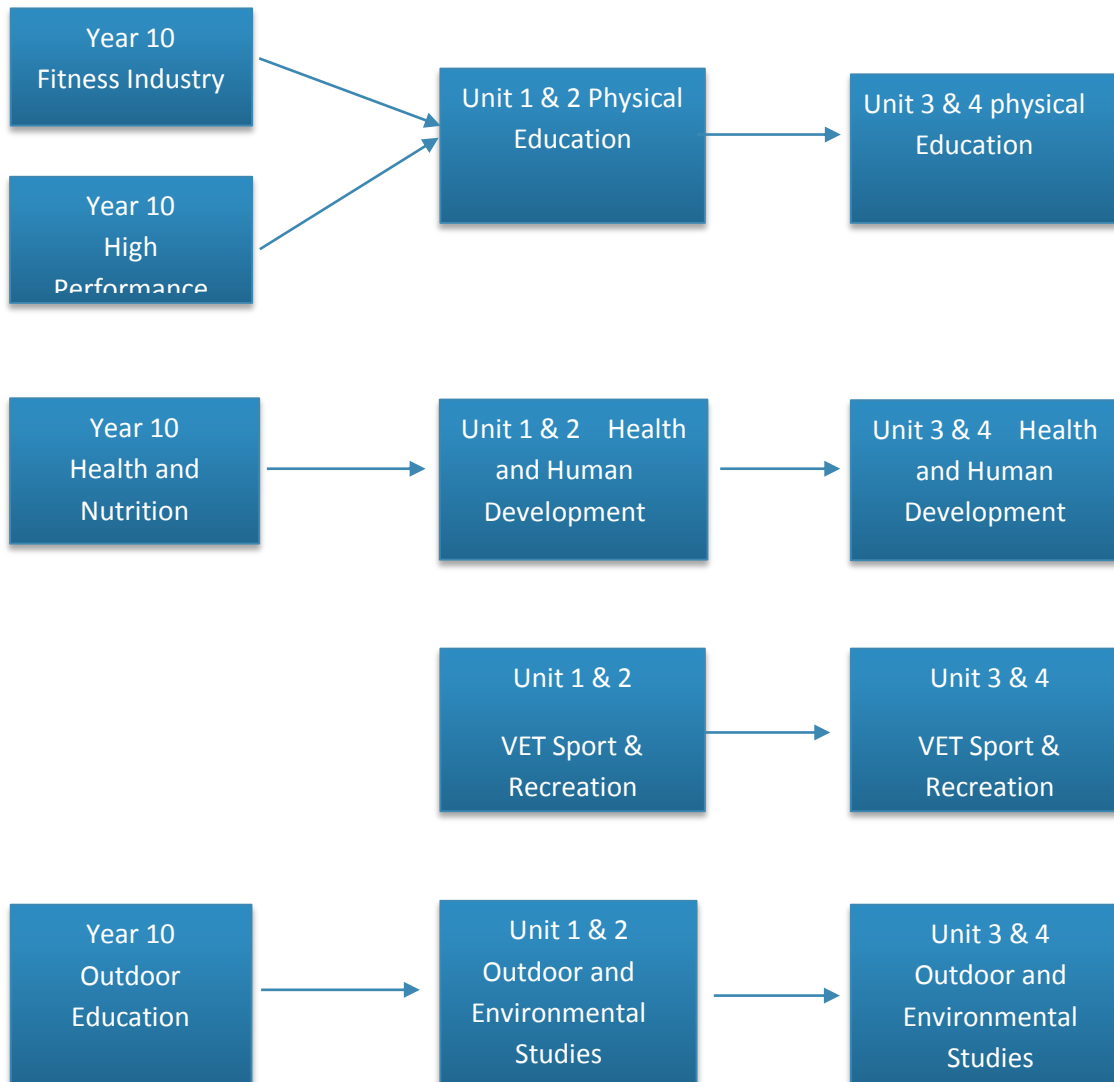 Year 10
Fitness Industry
Unit 1 & 2 Physical
Education
Unit 3 & 4 physical
Education
Year 10
High
Performance
Year 10
Health and
Nutrition
Unit 1 & 2 Health
and Human
Development
Unit 3 & 4 Health
and Human
Development
Unit 1 & 2
VET Sport &
Recreation
Unit 3 & 4
VET Sport &
Recreation
Year 10
Outdoor
Education
Unit 1 & 2
Outdoor and
Environmental
Studies
Unit 3 & 4
Outdoor and
Environmental
Studies